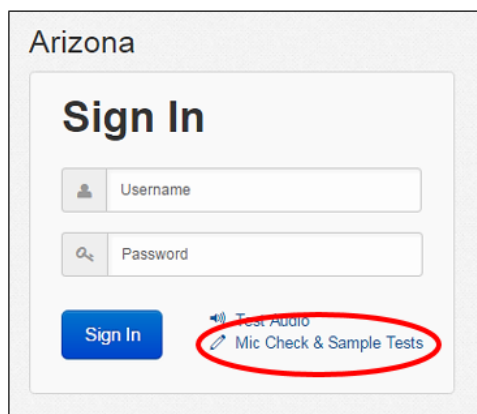 Arizona
Sign In
Username
Password
Sign In
Test Audio
Mic Check & Sample Tests